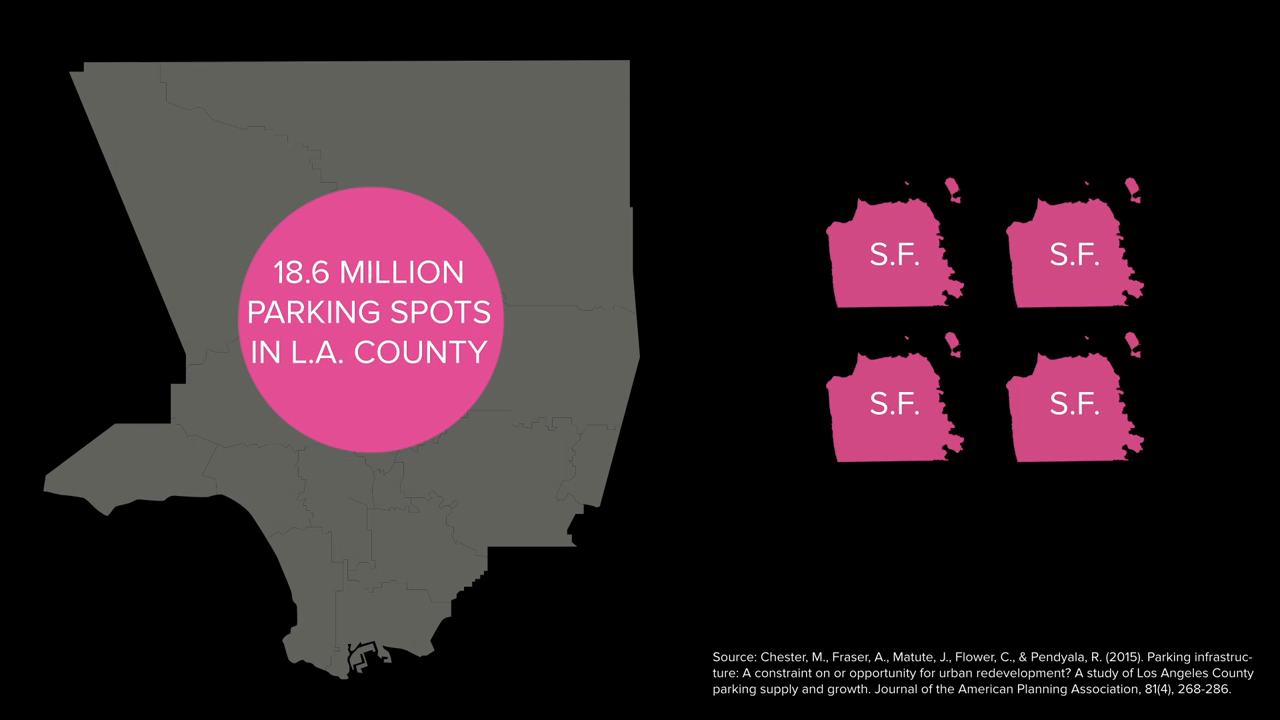 18.6 MILLION
PARKING SPOTS
IN L.A. COUNTY
S.F.
S.F.
S.F.
S.F.
Source: Chester, M., Fraser, A., Matute, J., Flower, C., & Pendyala, R. (2015). Parking infrastruc-
ture: A constraint on or opportunity for urban redevelopment? A study of Los Angeles County
parking supply and growth. Journal of the American Planning Association, 81(4), 268-286.